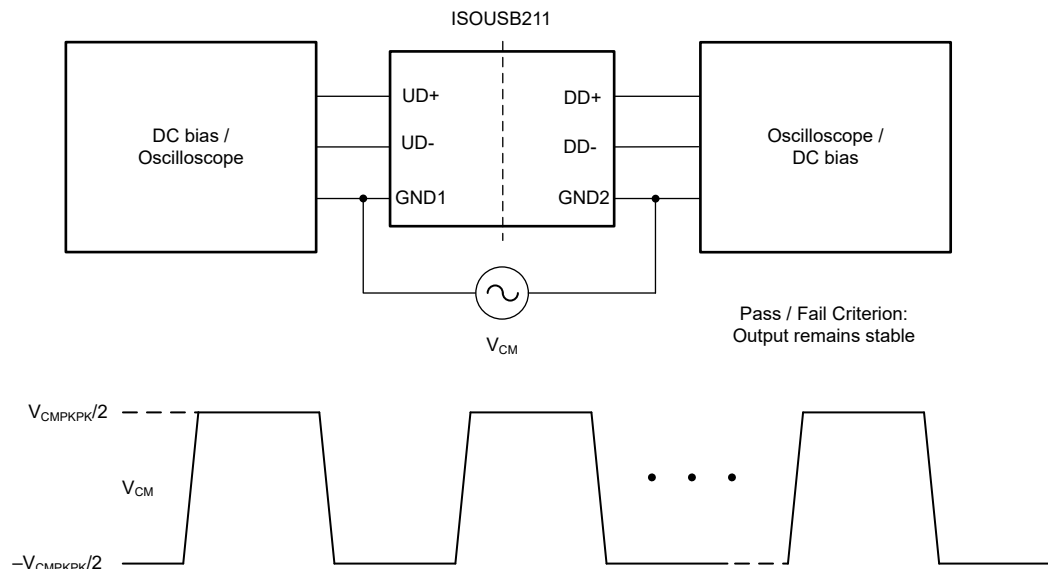 ISOUSB211
DC bias /
Oscilloscope
UD+
UD-
GND1
DD+
DD-
GND2
Oscilloscope /
DC bias
V_CM
Pass / Fail Criterion:
Output remains stable
V_CMPKPK/2
V_CM
–V_CMPKPK/2